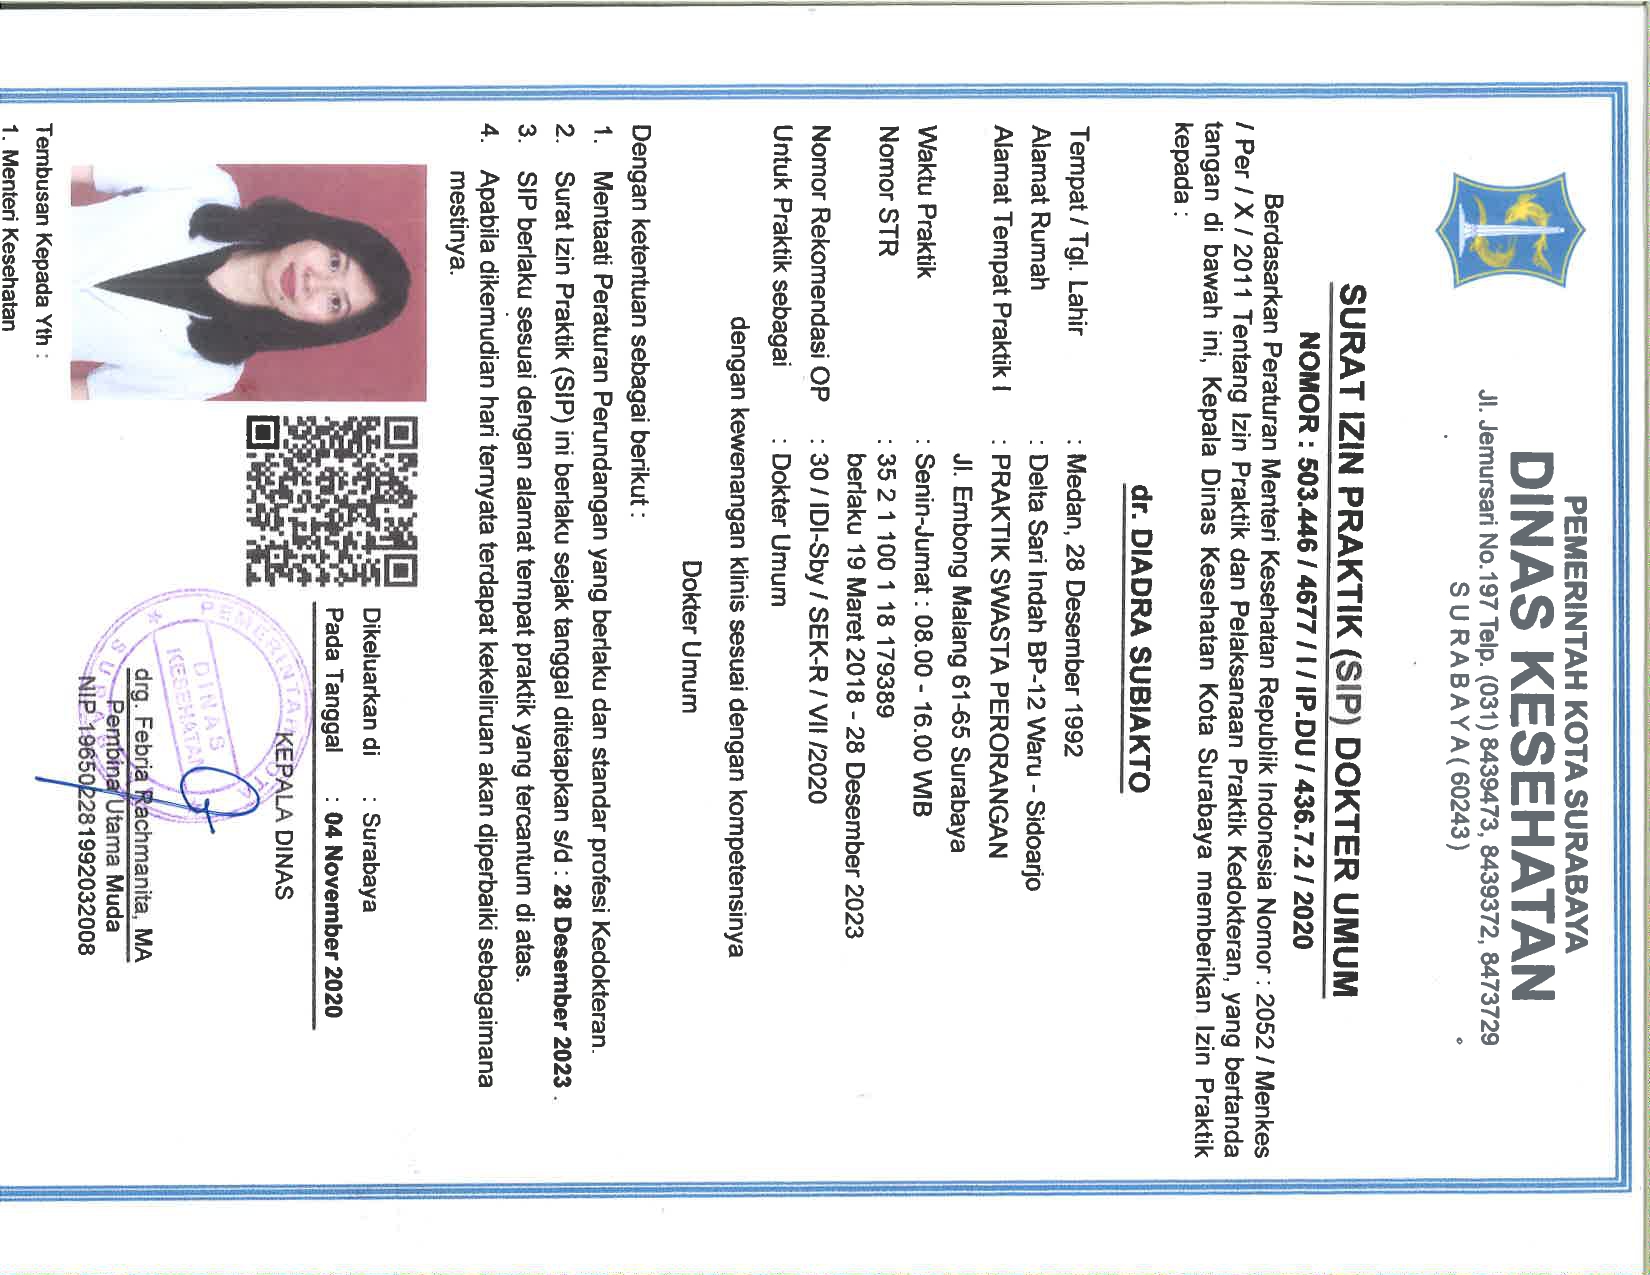 PEMERINTAH KOTA SURABAYA
DINAS KESEHATAN
Jl. Jemursari No.197 Telp. (031) 8439473, 8439372, 8473729
SURABAYA(60243)
SURAT IZIN PRAKTIK (SIP) DOKTER UMUM
NOMOR : 503.446 / 4677 / I / IP.DU / 436.7.2 / 2020
Berdasarkan Peraturan Menteri Kesehatan Republik Indonesia Nomor : 2052 / Menkes
/ Per / X / 2011 Tentang Izin Praktik dan Pelaksanaan Praktik Kedokteran, yang bertanda
tangan di bawah ini, Kepala Dinas Kesehatan Kota Surabaya memberikan Izin Praktik
kepada :
dr. DIADRA SUBIAKTO
Tempat / Tgl. Lahir : Medan, 28 Desember 1992
Alamat Rumah : Delta Sari Indah BP-12 Waru - Sidoarjo
Alamat Tempat Praktik I : PRAKTIK SWASTA PERORANGAN
Jl. Embong Malang 61-65 Surabaya
Waktu Praktik : Senin-Jumat : 08.00 - 16.00 WIB
Nomor STR : 35 2 1 100 1 18 179389
berlaku 19 Maret 2018 - 28 Desember 2023
Nomor Rekomendasi OP : 30 / IDI-Sby / SEK-R / VII /2020
Untuk Praktik sebagai : Dokter Umum
dengan kewenangan klinis sesuai dengan kompetensinya
Dokter Umum
Dengan ketentuan sebagai berikut :
1. Mentaati Peraturan Perundangan yang berlaku dan standar profesi Kedokteran.
2. Surat Izin Praktik (SIP) ini berlaku sejak tanggal ditetapkan s/d : 28 Desember 2023 .
3. SIP berlaku sesuai dengan alamat tempat praktik yang tercantum di atas.
4. Apabila dikemudian hari ternyata terdapat kekeliruan akan diperbaiki sebagaimana
mestinya.
Dikeluarkan di : Surabaya
Pada Tanggal : 04 November 2020
KEPALA DINAS
PEMERINTAH KOTA
DINAS
KESEHATAN
SURABAYA
drg. Febria Rachmanita, MA
Pembina Utama Muda
NIP 196502281992032008
Tembusan Kepada Yth :
1. Menteri Kesehatan